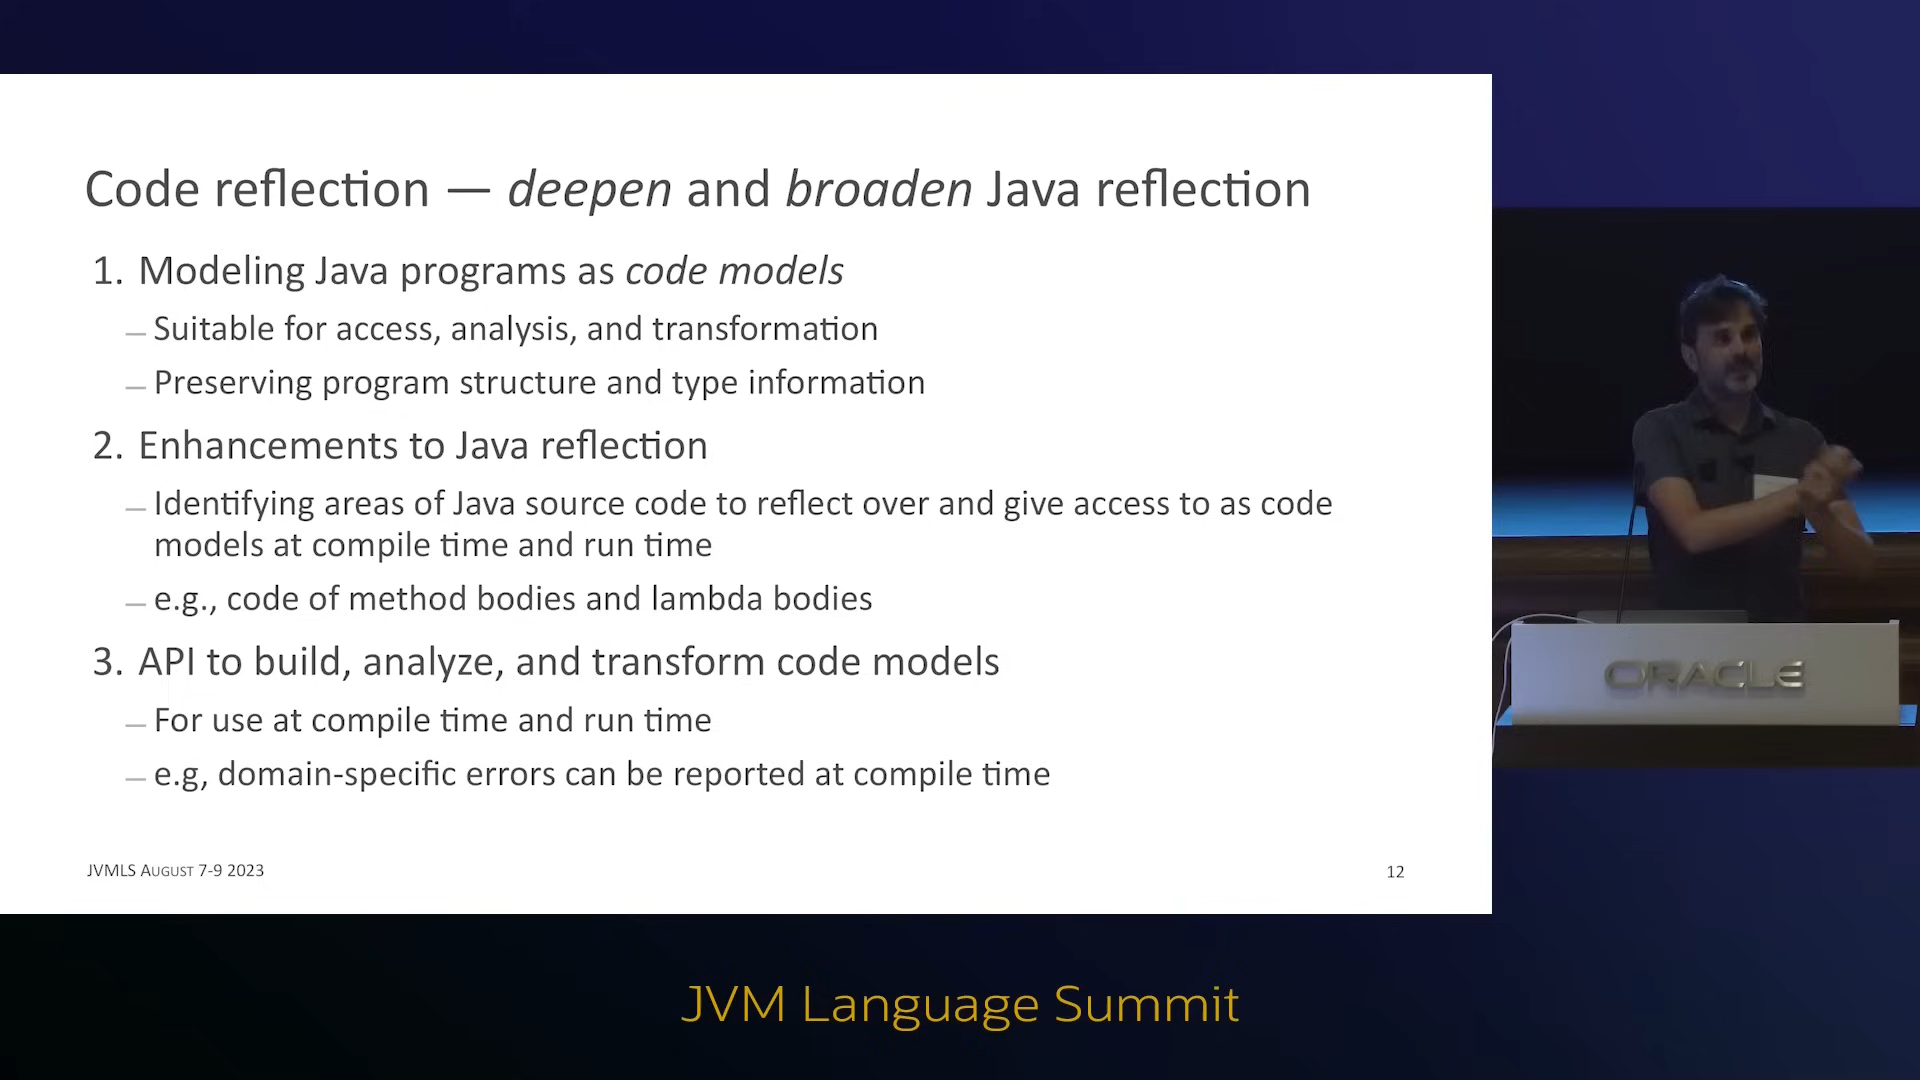 Code reflection — deepen and broaden Java reflection
1. Modeling Java programs as code models
— Suitable for access, analysis, and transformation
— Preserving program structure and type information
2. Enhancements to Java reflection
— Identifying areas of Java source code to reflect over and give access to as code
models at compile time and run time
— e.g., code of method bodies and lambda bodies
3. API to build, analyze, and transform code models
— For use at compile time and run time
— e.g, domain-specific errors can be reported at compile time
JVMLS August 7-9 2023
12
ORACLE
JVM Language Summit